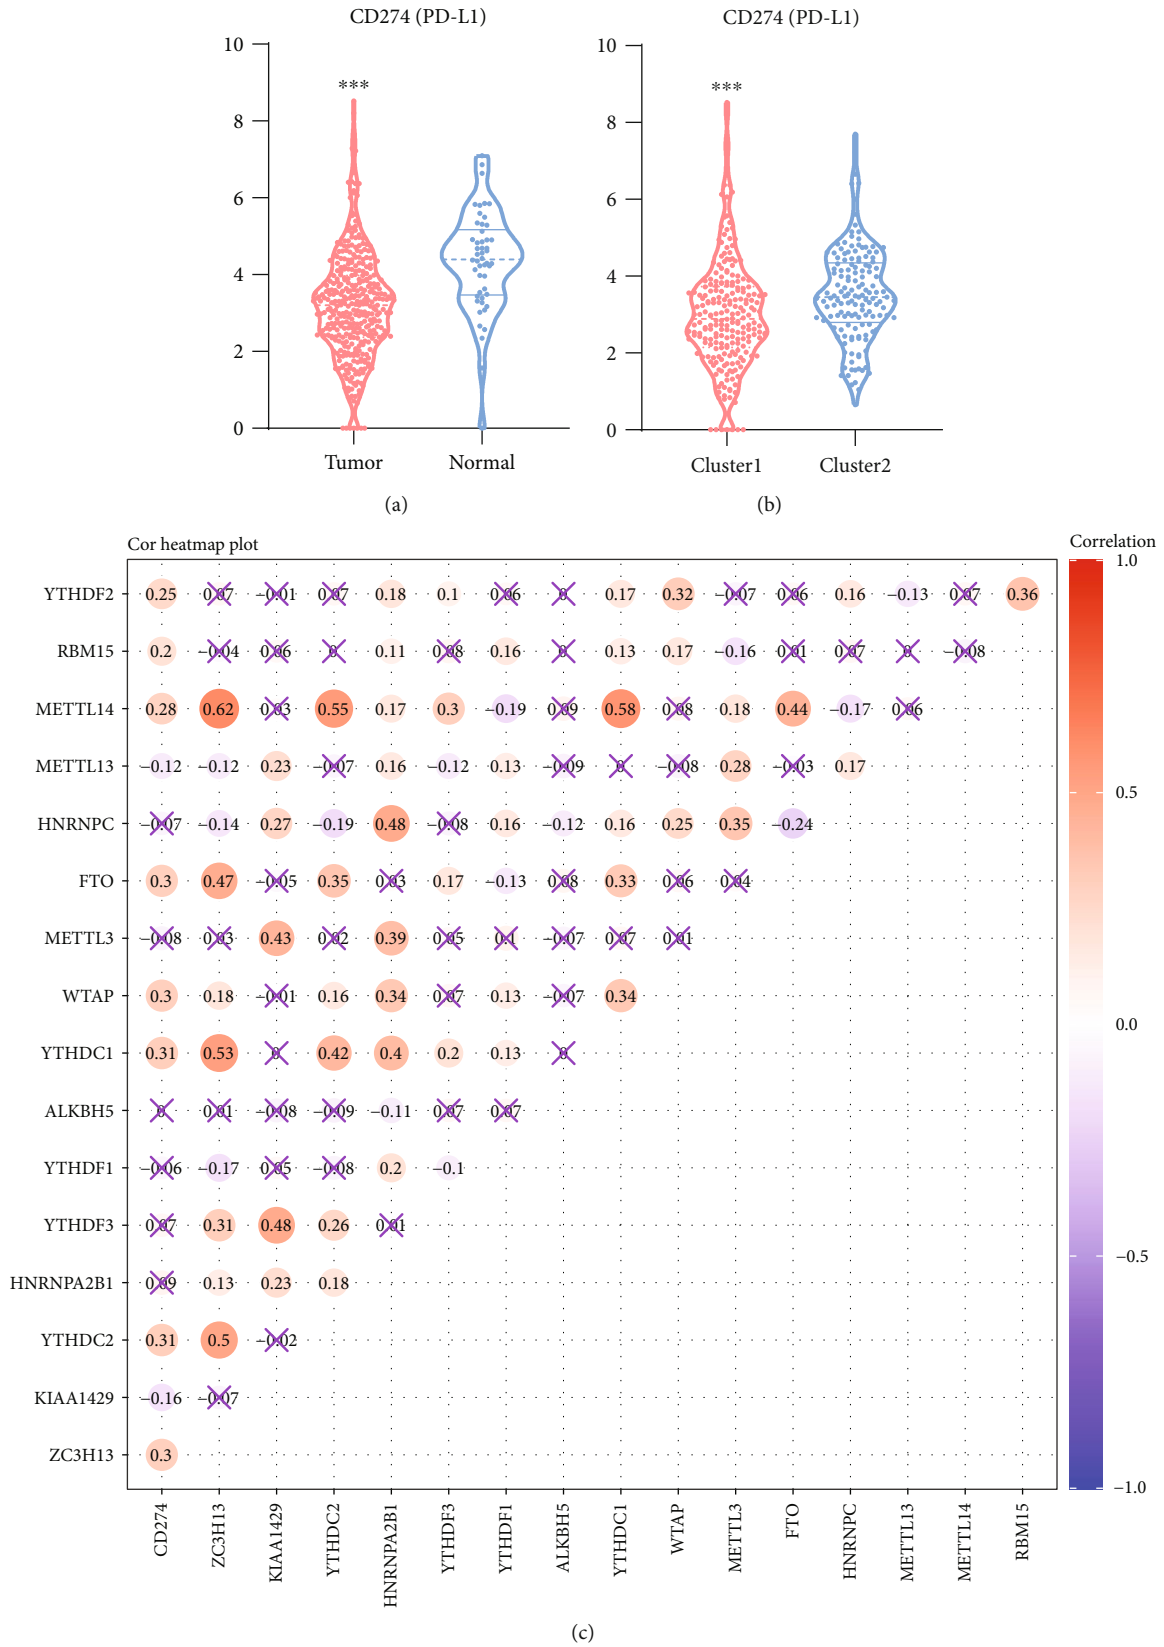 CD274 (PD-L1)
10
8
6
4
2
0
***
Tumor
Normal
(a)
CD274 (PD-L1)
10
8
6
4
2
0
***
Cluster1
Cluster2
(b)
Cor heatmap plot
Correlation
YTHDF2 0.25 0.07 −0.01 0.07 0.18 0.1 0.06 0 0.17 0.32 −0.07 0.06 0.16 −0.13 0.07 0.36
RBM15 0.2 −0.04 0.06 0 0.11 0.08 0.16 0 0.13 0.17 −0.16 0.01 0.07 0 −0.08
METTL14 0.28 0.62 0.03 0.55 0.17 0.3 −0.19 0.09 0.58 0.08 0.18 0.44 −0.17 0.06
METTL13 −0.12 −0.12 0.23 −0.07 0.16 −0.12 0.13 −0.09 0 −0.08 0.28 −0.03 0.17
HNRNPC −0.07 −0.14 0.27 −0.19 0.48 −0.08 0.16 −0.12 0.16 0.25 0.35 −0.24
FTO 0.3 0.47 −0.05 0.35 0.03 0.17 −0.13 0.08 0.33 0.06 0.04
METTL3 −0.08 0.03 0.43 0.02 0.39 0.05 0.1 −0.07 0.07 0.01
WTAP 0.3 0.18 −0.01 0.16 0.34 0.07 0.13 −0.07 0.34
YTHDC1 0.31 0.53 0 0.42 0.4 0.2 0.13 0
ALKBH5 0 0.01 −0.08 −0.09 −0.11 0.07 0.07
YTHDF1 −0.06 −0.17 0.05 −0.08 0.2 −0.1
YTHDF3 0.07 0.31 0.48 0.26 0.01
HNRNPA2B1 0.09 0.13 0.23 0.18
YTHDC2 0.31 0.5 −0.02
KIAA1429 −0.16 −0.07
ZC3H13 0.3
CD274
ZC3H13
KIAA1429
YTHDC2
HNRNPA2B1
YTHDF3
YTHDF1
ALKBH5
YTHDC1
WTAP
METTL3
FTO
HNRNPC
METTL13
METTL14
RBM15
1.0
0.5
0.0
−0.5
−1.0
(c)